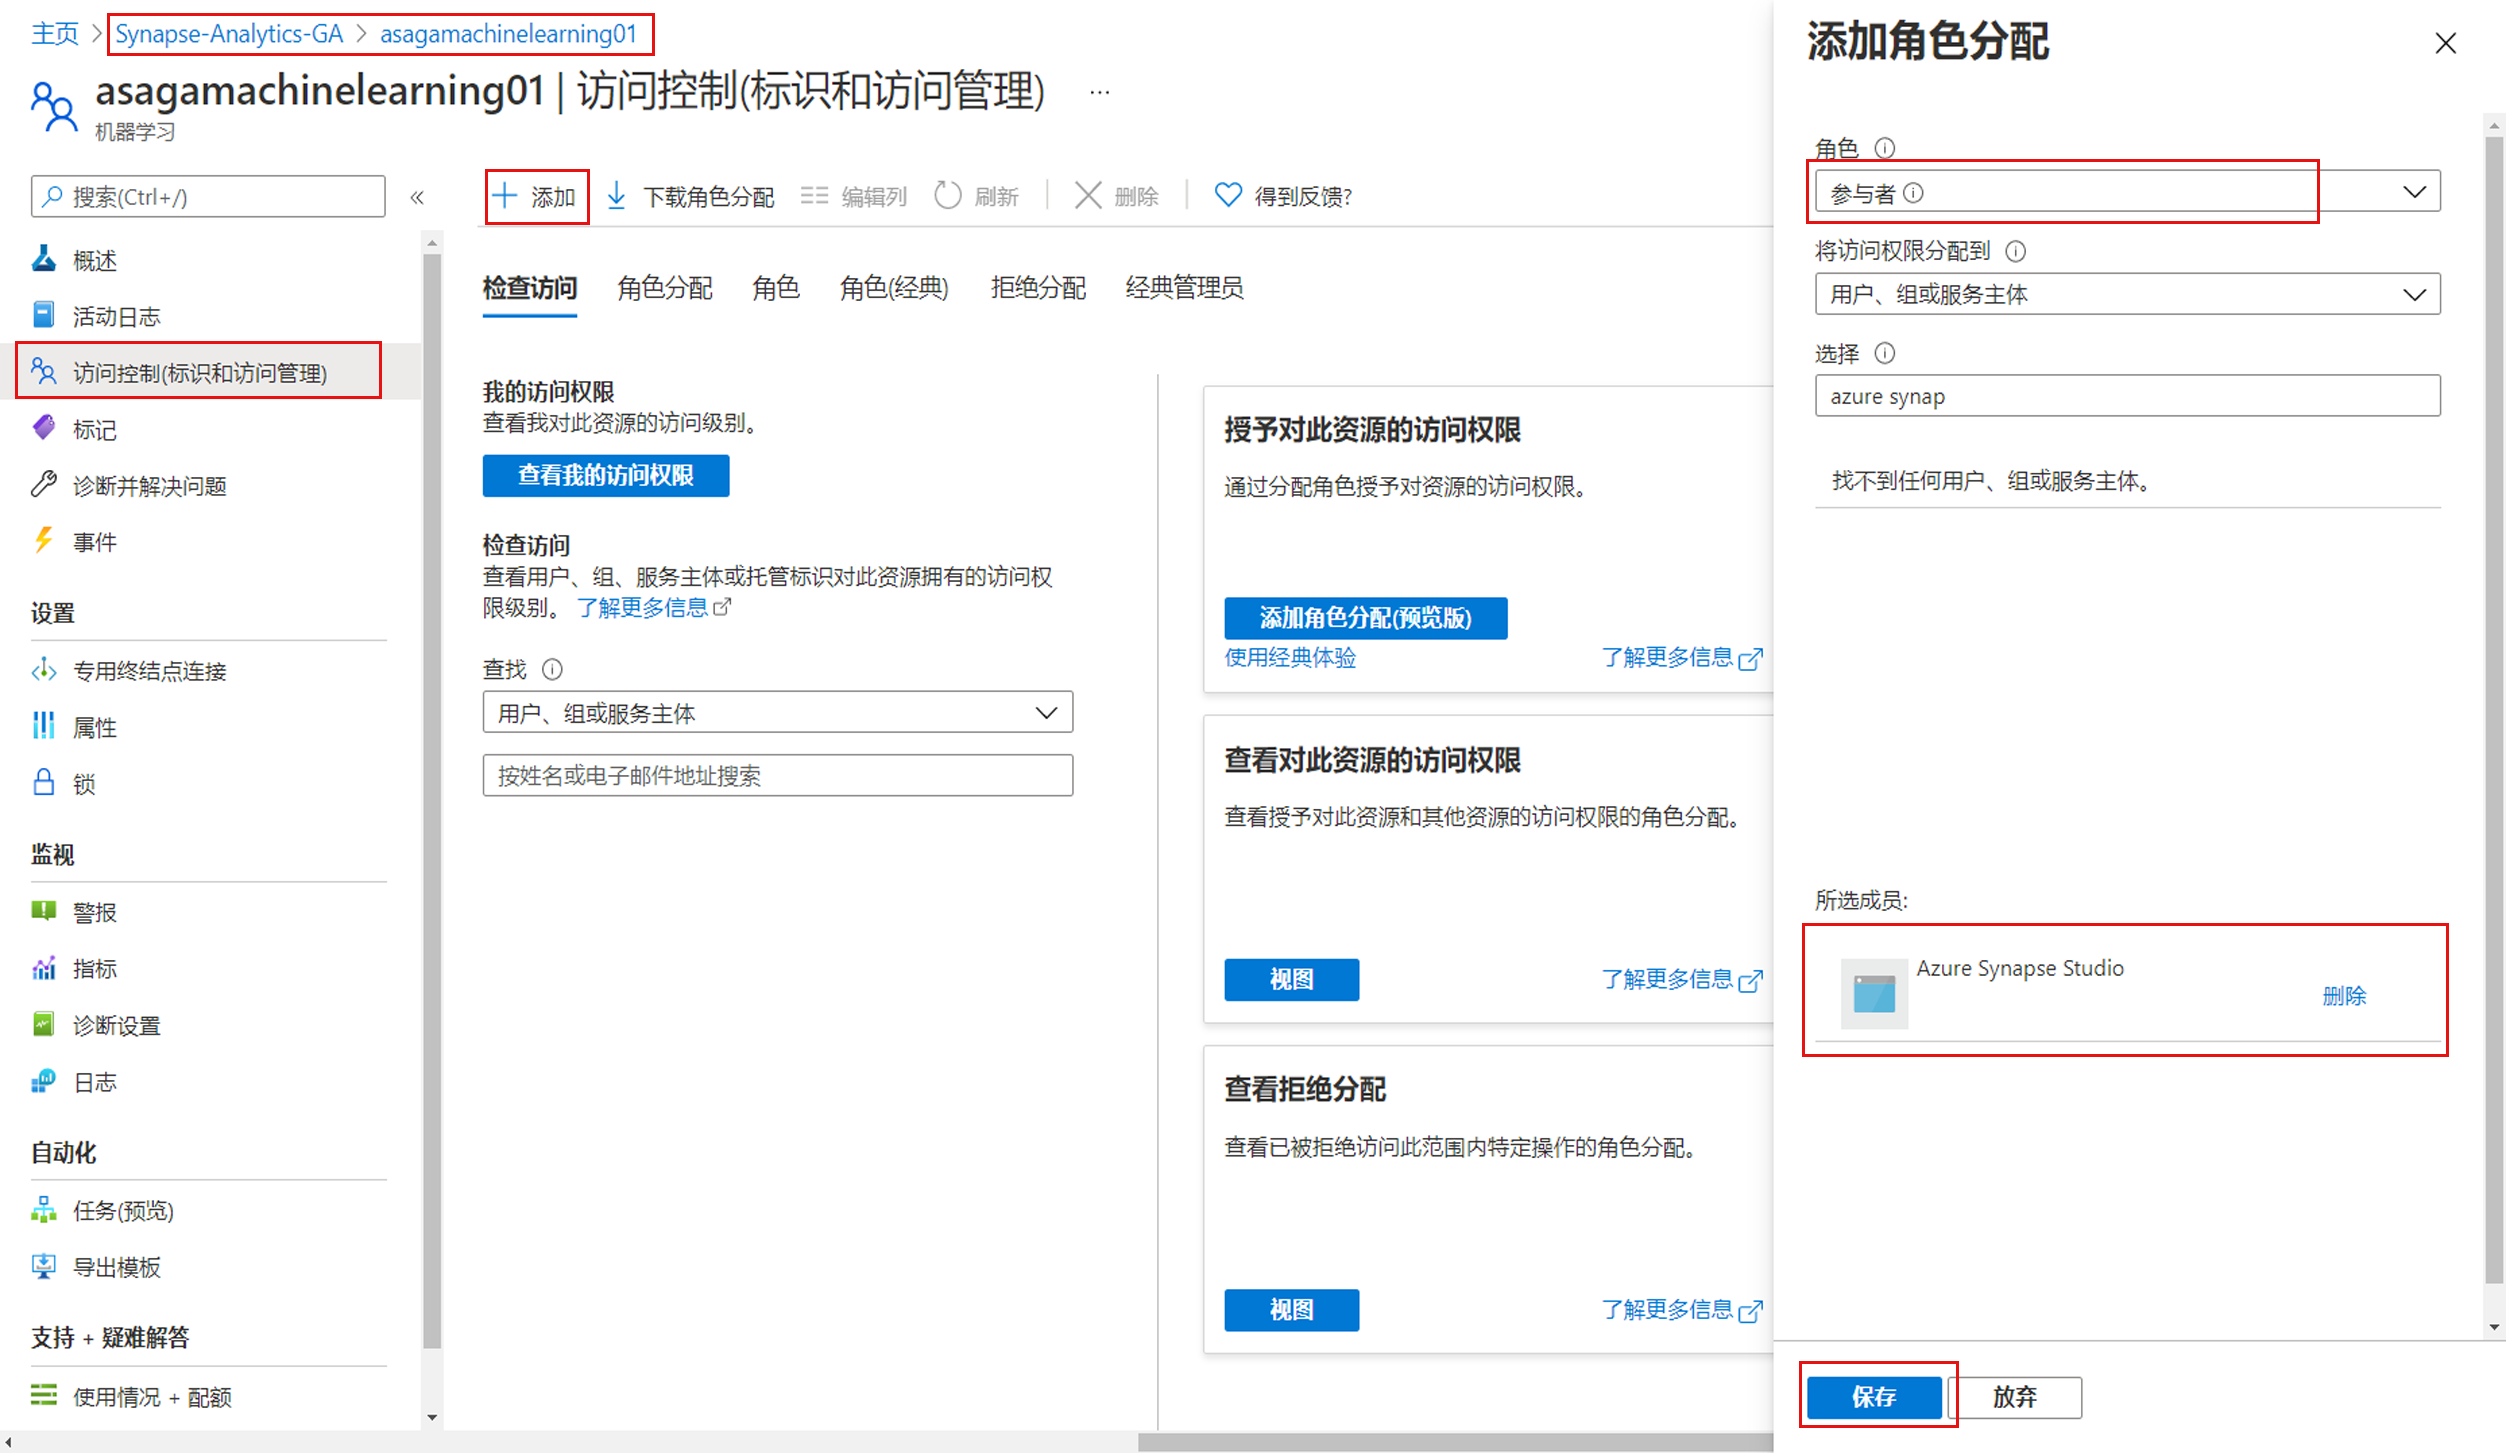 主页 > Synapse-Analytics-GA > asagamachinelearning01
asagamachinelearning01 | 访问控制(标识和访问管理) ...
机器学习
搜索(Ctrl+/)
«
概述
活动日志
访问控制(标识和访问管理)
标记
诊断并解决问题
事件
设置
专用终结点连接
属性
锁
监视
警报
指标
诊断设置
日志
自动化
任务(预览)
导出模板
支持 + 疑难解答
使用情况 + 配额
添加 下载角色分配 编辑列 刷新 删除 得到反馈?
检查访问 角色分配 角色 角色(经典) 拒绝分配 经典管理员
我的访问权限
查看我对此资源的访问级别。
查看我的访问权限
检查访问
查看用户、组、服务主体或托管标识对此资源拥有的访问权
限级别。 了解更多信息
查找
用户、组或服务主体
按姓名或电子邮件地址搜索
授予对此资源的访问权限
通过分配角色授予对资源的访问权限。
添加角色分配(预览版)
使用经典体验 了解更多信息
查看对此资源的访问权限
查看授予对此资源和其他资源的访问权限的角色分配。
视图 了解更多信息
查看拒绝分配
查看已被拒绝访问此范围内特定操作的角色分配。
视图 了解更多信息
添加角色分配
角色
参与者
将访问权限分配到
用户、组或服务主体
选择
azure synap
找不到任何用户、组或服务主体。
所选成员:
Azure Synapse Studio
删除
保存 放弃